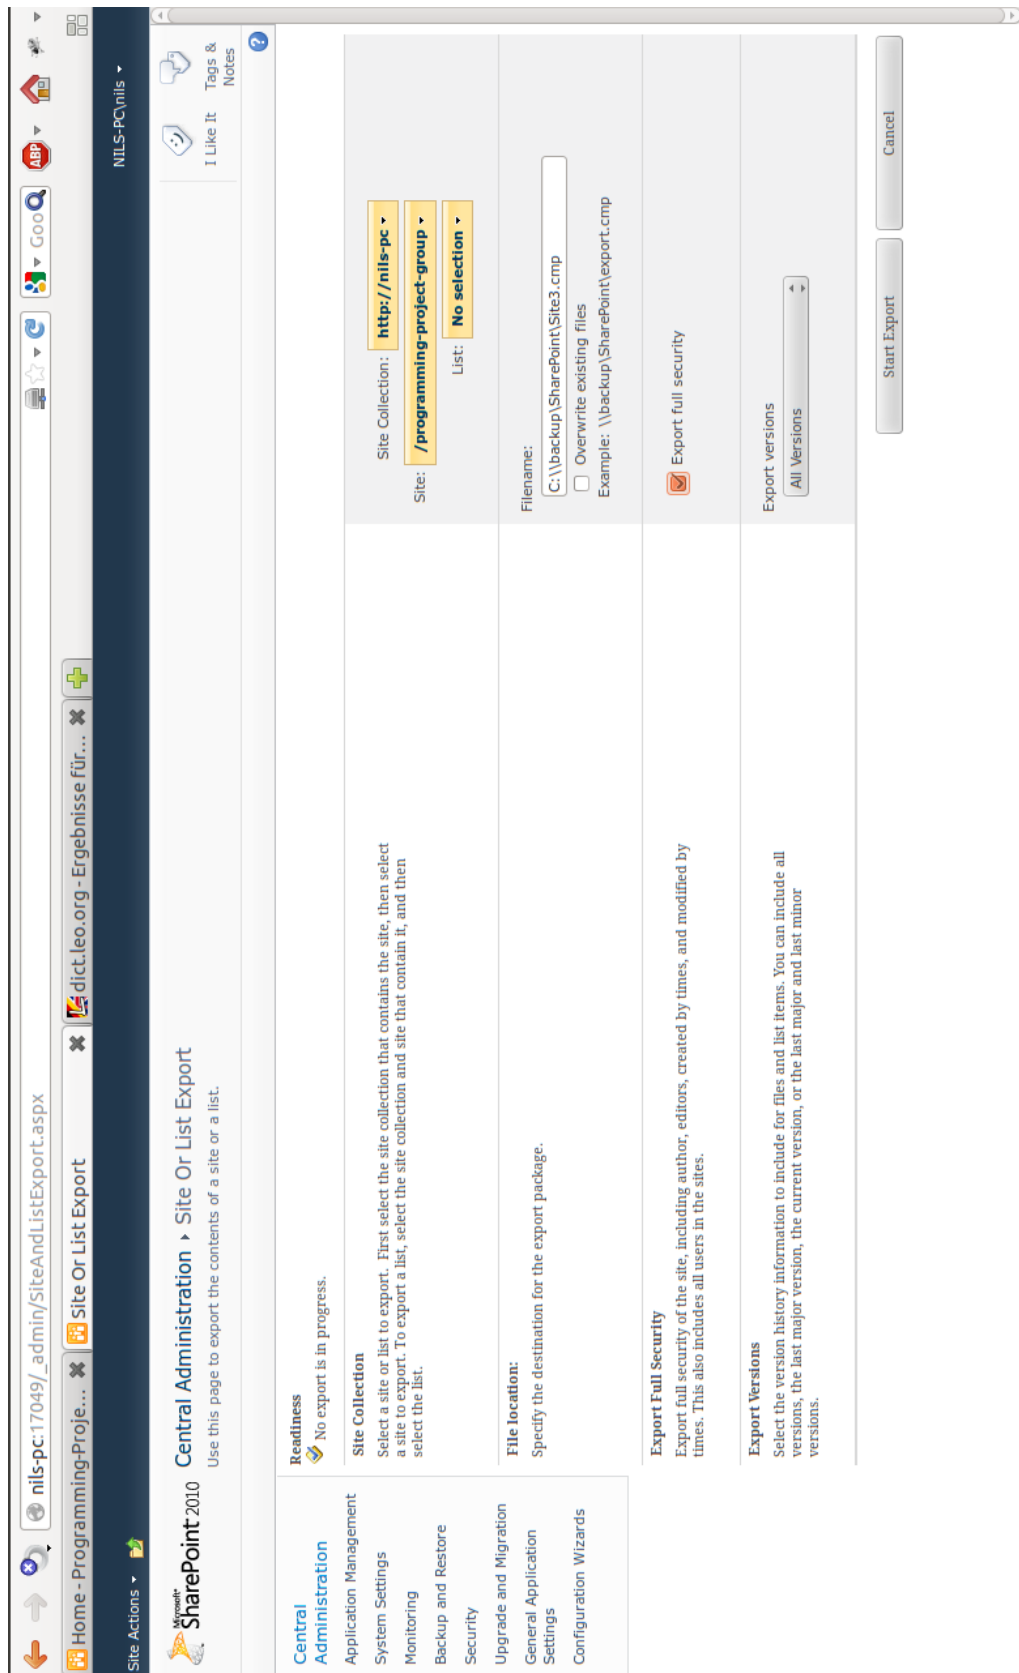 nils-pc:17049/_admin/SiteAndListExport.aspx
Goo
ABP
Home - Programming-Proje...
Site Or List Export
dict.leo.org - Ergebnisse für...
Site Actions
NILS-PC\nils
Microsoft
SharePoint 2010
Central Administration ▸ Site Or List Export
Use this page to export the contents of a site or a list.
I Like It
Tags &
Notes
Central
Administration
Application Management
System Settings
Monitoring
Backup and Restore
Security
Upgrade and Migration
General Application
Settings
Configuration Wizards
Readiness
No export is in progress.
Site Collection
Select a site or list to export. First select the site collection that contains the site, then select
a site to export. To export a list, select the site collection and site that contain it, and then
select the list.
Site Collection: http://nils-pc
Site: /programming-project-group
List: No selection
File location:
Specify the destination for the export package.
Filename:
C:\\backup\SharePoint\Site3.cmp
Overwrite existing files
Example: \\backup\SharePoint\export.cmp
Export Full Security
Export full security of the site, including author, editors, created by times, and modified by
times. This also includes all users in the sites.
Export full security
Export Versions
Select the version history information to include for files and list items. You can include all
versions, the last major version, the current version, or the last major and last minor
versions.
Export versions
All Versions
Start Export
Cancel